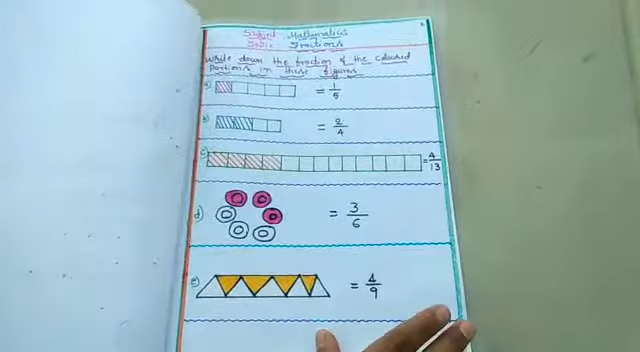 Subject: Mathematics
Topic: Fractions
Write down the fraction of the coloured
portions in these figures
a) = 1/5
b) = 2/4
c) = 4/13
d) = 3/6
e) = 4/9